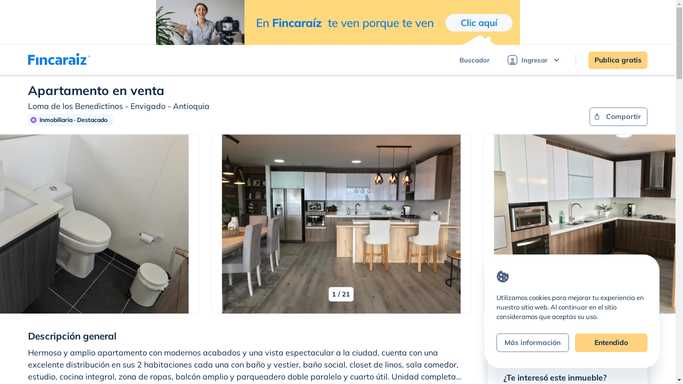 En Fincaraíz te ven porque te ven
Clic aquí
Fincaraíz
Buscador
Ingresar
Publica gratis
Apartamento en venta
Loma de los Benedictinos - Envigado - Antioquia
Inmobiliaria · Destacado
Compartir
1 / 21
Utilizamos cookies para mejorar tu experiencia en
nuestro sitio web. Al continuar en el sitio
consideramos que aceptas su uso.
Más información
Entendido
Descripción general
Hermoso y amplio apartamento con modernos acabados y una vista espectacular a la ciudad, cuenta con una
excelente distribución en sus 2 habitaciones cada una con baño y vestier, baño social, closet de linos, sala comedor,
estudio, cocina integral, zona de ropas, balcón amplio y parqueadero doble paralelo y cuarto útil. Unidad completa...
¿Te interesó este inmueble?